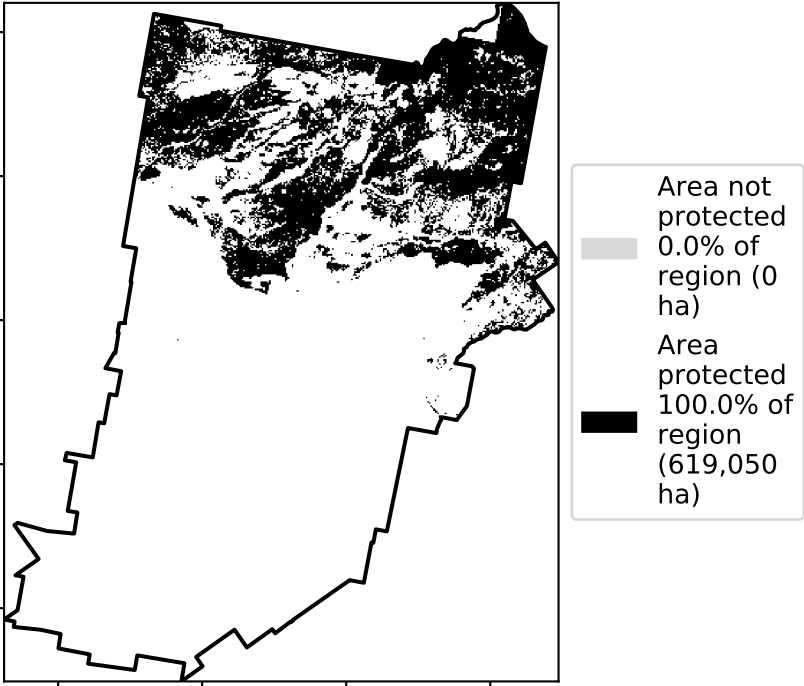 Area not
protected
0.0% of
region (0
ha)
Area
protected
100.0% of
region
(619,050
ha)